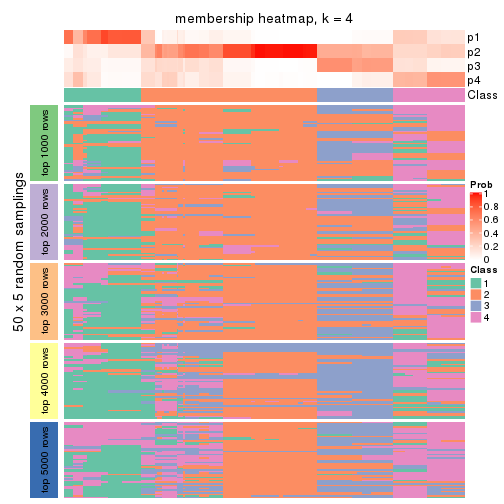 membership heatmap, k = 4
p1
p2
p3
p4
Class
50 x 5 random samplings
top 1000 rows
top 2000 rows
top 3000 rows
top 4000 rows
top 5000 rows
Prob
1
0.8
0.6
0.4
0.2
0
Class
1
2
3
4